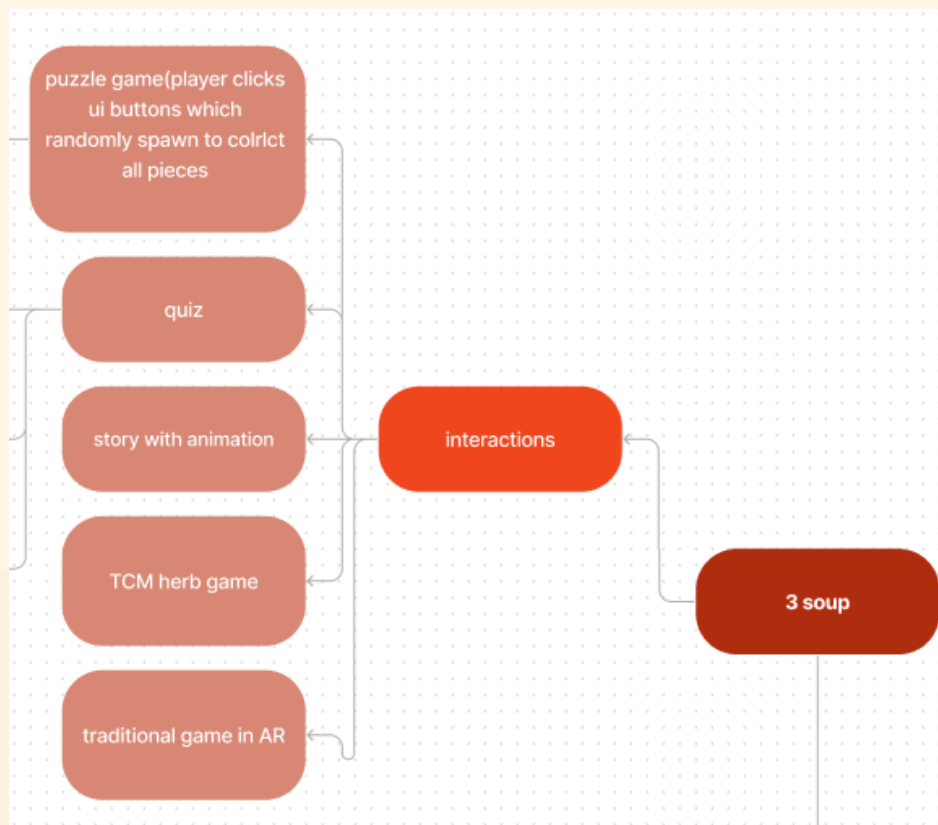 puzzle game(player clicks
ui buttons which
randomly spawn to colrlct
all pieces
quiz
story with animation
interactions
TCM herb game
3 soup
traditional game in AR